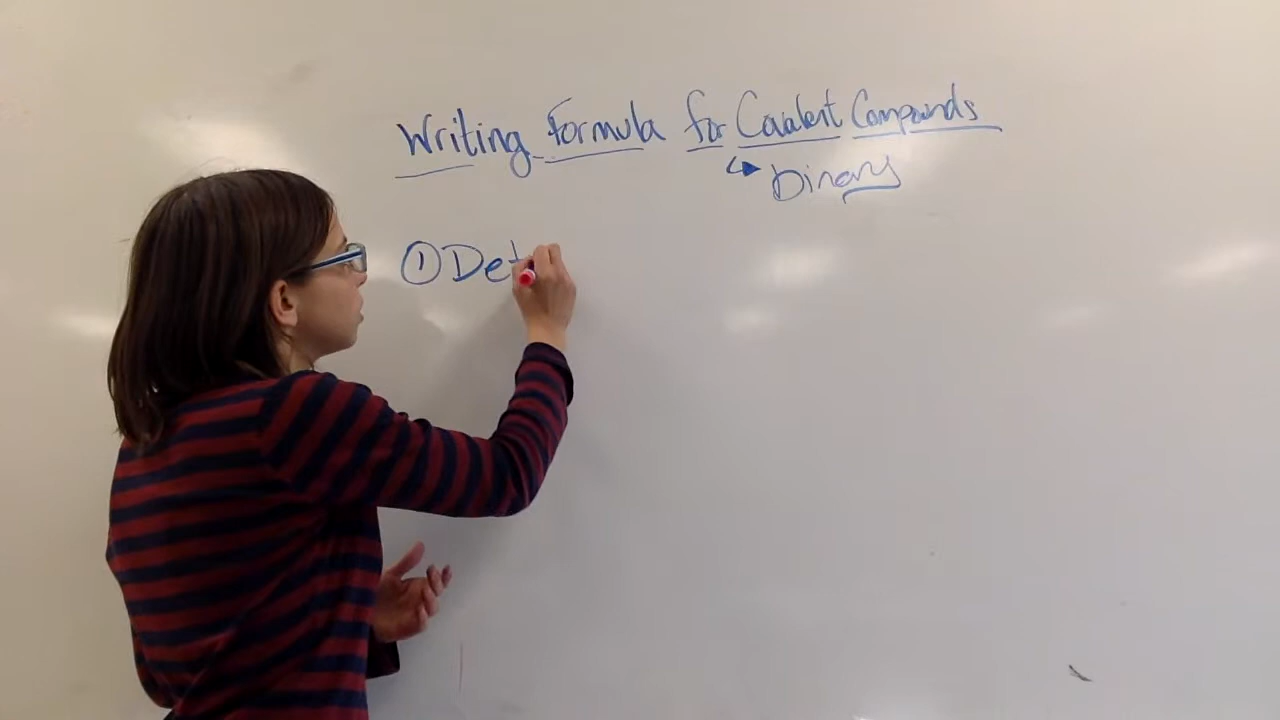 Writing Formula for Covalent Compounds
↳ binary
① Det